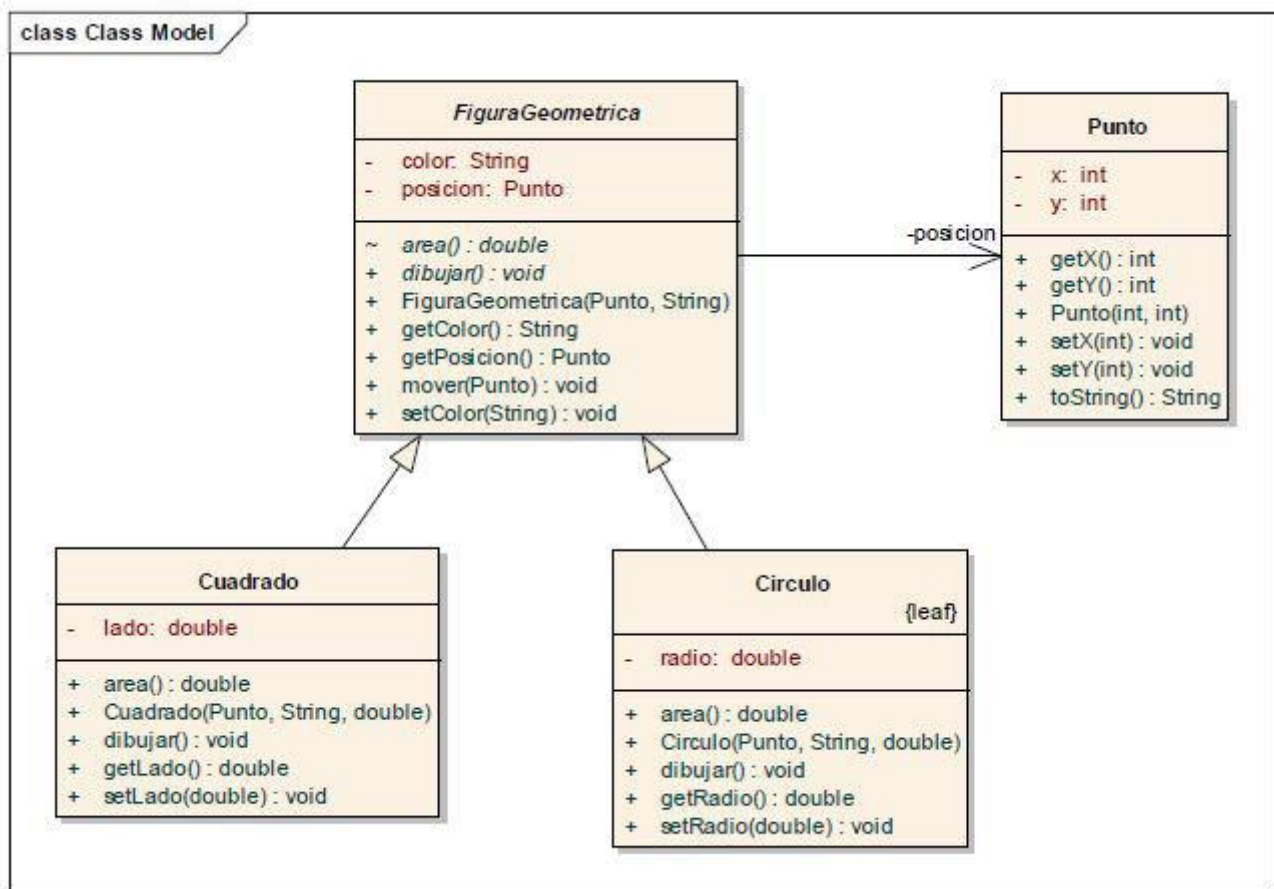 class Class Model
FiguraGeometrica
- color: String
- posicion: Punto
~ area() : double
+ dibujar() : void
+ FiguraGeometrica(Punto, String)
+ getColor() : String
+ getPosicion() : Punto
+ mover(Punto) : void
+ setColor(String) : void
-posicion
Punto
- x: int
- y: int
+ getX() : int
+ getY() : int
+ Punto(int, int)
+ setX(int) : void
+ setY(int) : void
+ toString() : String
Cuadrado
- lado: double
+ area() : double
+ Cuadrado(Punto, String, double)
+ dibujar() : void
+ getLado() : double
+ setLado(double) : void
Circulo
{leaf}
- radio: double
+ area() : double
+ Circulo(Punto, String, double)
+ dibujar() : void
+ getRadio() : double
+ setRadio(double) : void